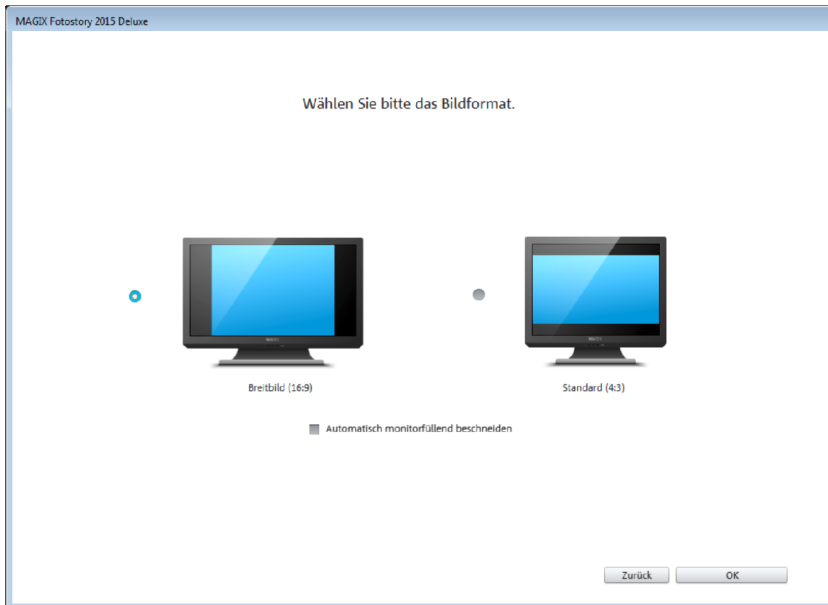 MAGIX Fotostory 2015 Deluxe
Wählen Sie bitte das Bildformat.
Breitbild (16:9)
Standard (4:3)
Automatisch monitorfüllend beschneiden
Zurück
OK